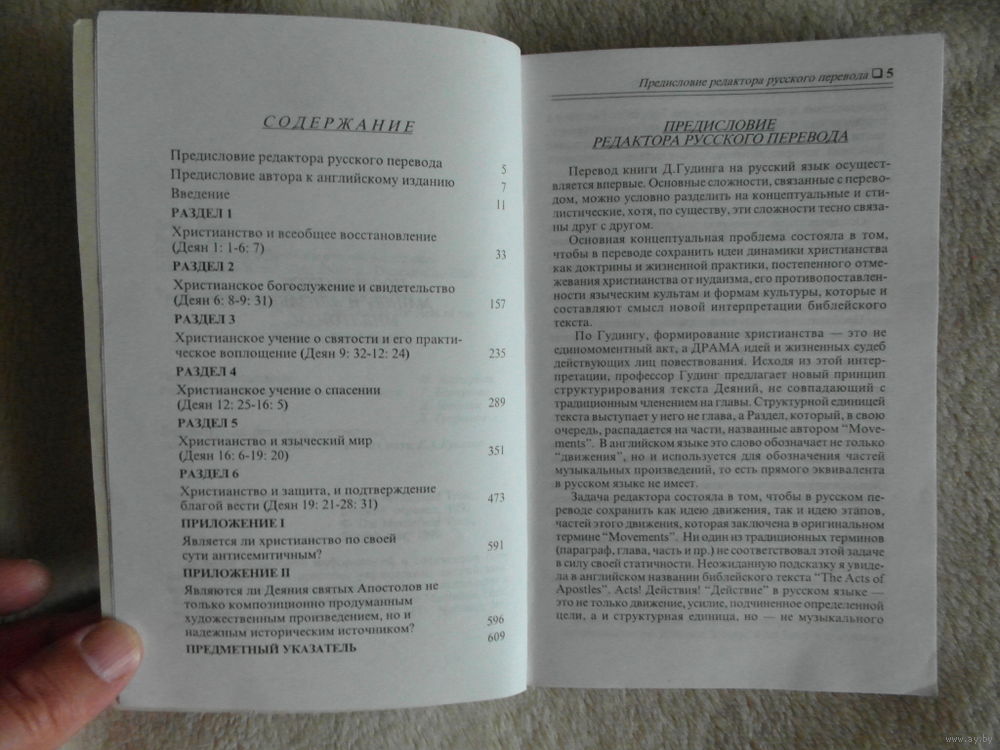 СОДЕРЖАНИЕ
Предисловие редактора русского перевода 5
Предисловие автора к английскому изданию 7
Введение 11
РАЗДЕЛ 1
Христианство и всеобщее восстановление
(Деян 1: 1-6: 7) 33
РАЗДЕЛ 2
Христианское богослужение и свидетельство
(Деян 6: 8-9: 31) 157
РАЗДЕЛ 3
Христианское учение о святости и его практи-
ческое воплощение (Деян 9: 32-12: 24) 235
РАЗДЕЛ 4
Христианское учение о спасении
(Деян 12: 25-16: 5) 289
РАЗДЕЛ 5
Христианство и языческий мир
(Деян 16: 6-19: 20) 351
РАЗДЕЛ 6
Христианство и защита, и подтверждение
благой вести (Деян 19: 21-28: 31) 473
ПРИЛОЖЕНИЕ I
Является ли христианство по своей
сути антисемитичным? 591
ПРИЛОЖЕНИЕ II
Являются ли Деяния святых Апостолов не
только композиционно продуманным
художественным произведением, но и
надежным историческим источником? 596
ПРЕДМЕТНЫЙ УКАЗАТЕЛЬ 609
Предисловие редактора русского перевода ❏ 5
ПРЕДИСЛОВИЕ
РЕДАКТОРА РУССКОГО ПЕРЕВОДА
Перевод книги Д.Гудинга на русский язык осущест-
вляется впервые. Основные сложности, связанные с перево-
дом, можно условно разделить на концептуальные и сти-
листические, хотя, по существу, эти сложности тесно связа-
ны друг с другом.
Основная концептуальная проблема состояла в том,
чтобы в переводе сохранить идеи динамики христианства
как доктрины и жизненной практики, постепенного отме-
жевания христианства от иудаизма, его противопоставлен-
ности языческим культам и формам культуры, которые и
составляют смысл новой интерпретации библейского
текста.
По Гудингу, формирование христианства — это не
единомоментный акт, а ДРАМА идей и жизненных судеб
действующих лиц повествования. Исходя из этой интер-
претации, профессор Гудинг предлагает новый принцип
структурирования текста Деяний, не совпадающий с
традиционным членением на главы. Структурной единицей
текста выступает у него не глава, а Раздел, который, в свою
очередь, распадается на части, названные автором “Move-
ments”. В английском языке это слово обозначает не только
“движения”, но и используется для обозначения частей
музыкальных произведений, то есть прямого эквивалента
в русском языке не имеет.
Задача редактора состояла в том, чтобы в русском пе-
реводе сохранить как идею движения, так и идею этапов,
частей этого движения, которая заключена в оригинальном
термине “Movements”. Ни один из традиционных терминов
(параграф, глава, часть и пр.) не соответствовал этой задаче
в силу своей статичности. Неожиданную подсказку я увиде-
ла в английском названии библейского текста “The Acts of
Apostles”. Acts! Действия! “Действие” в русском языке —
это не только движение, усилие, подчиненное определенной
цели, а и структурная единица, но — не музыкального
www.ay.by